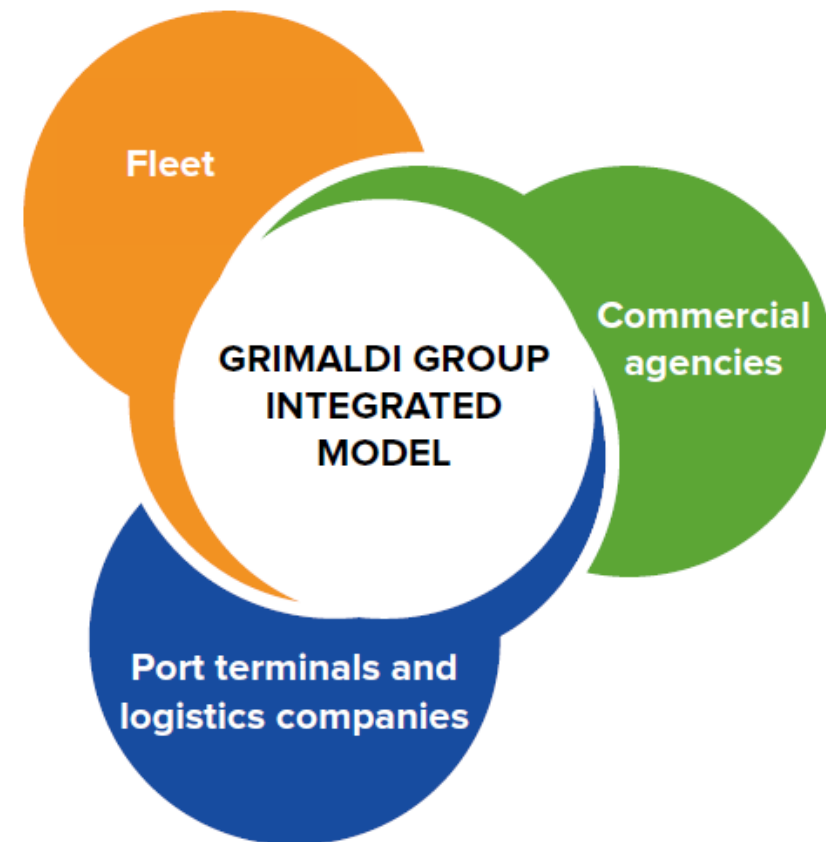 Fleet
Commercial
agencies
GRIMALDI GROUP
INTEGRATED
MODEL
Port terminals and
logistics companies